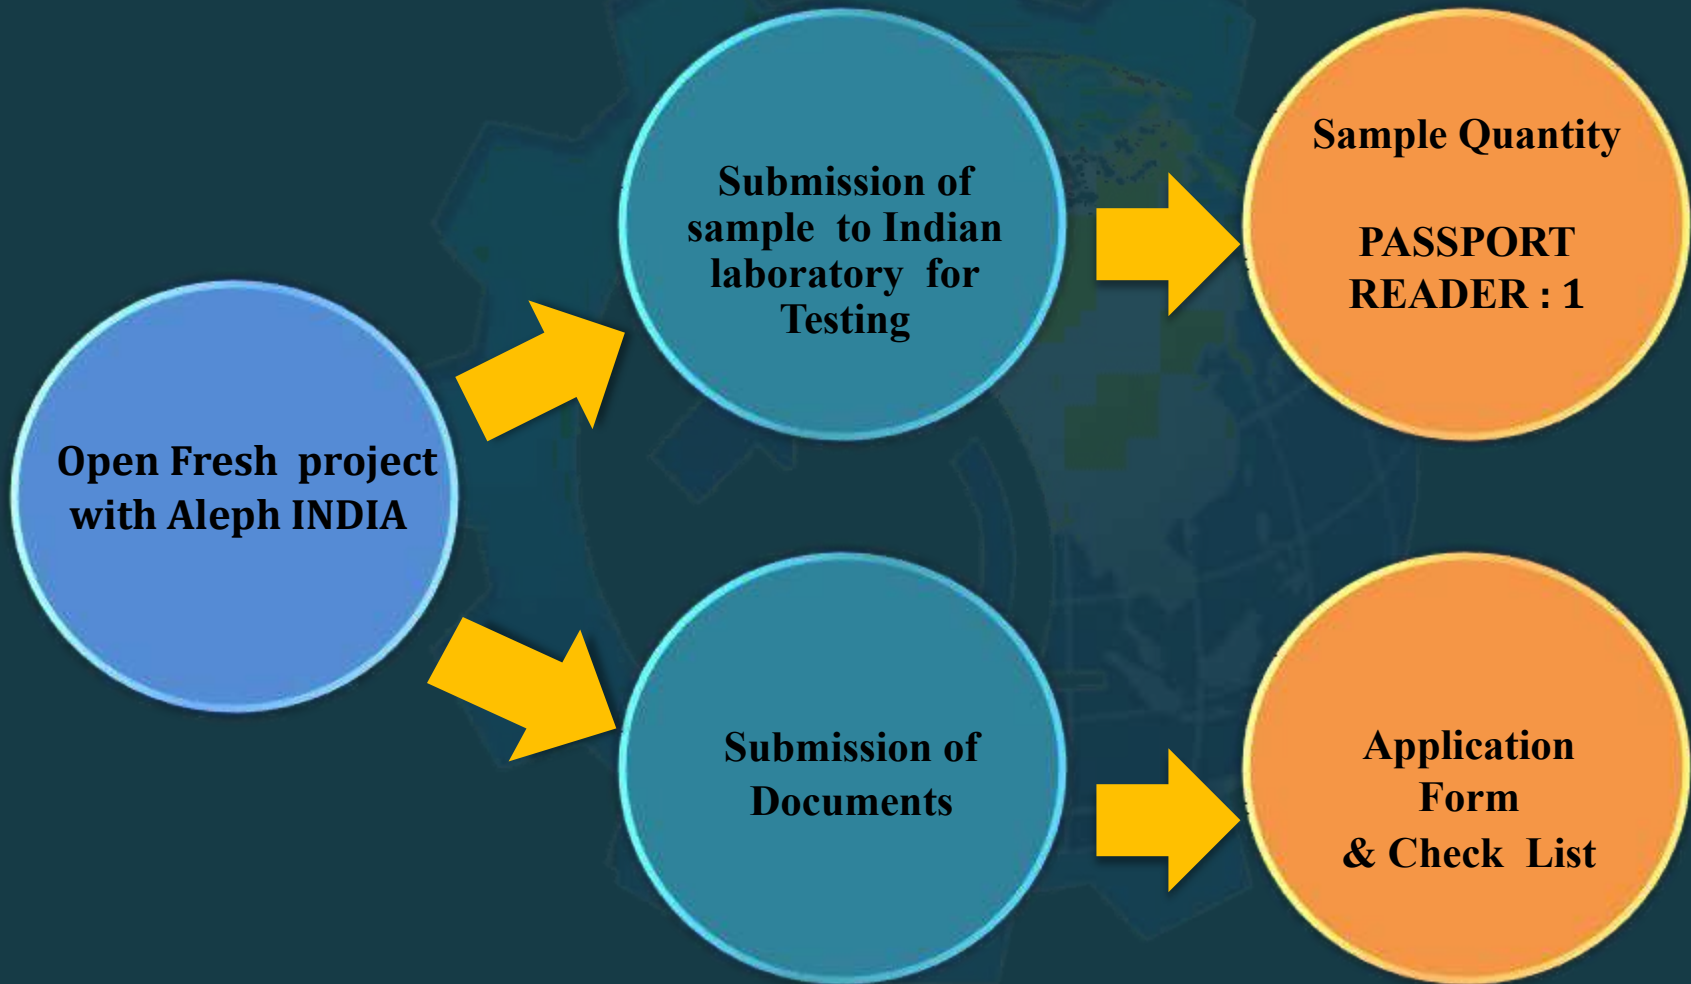 Open Fresh project
with Aleph INDIA
Submission of
sample to Indian
laboratory for
Testing
Sample Quantity
PASSPORT
READER : 1
Submission of
Documents
Application
Form
& Check List